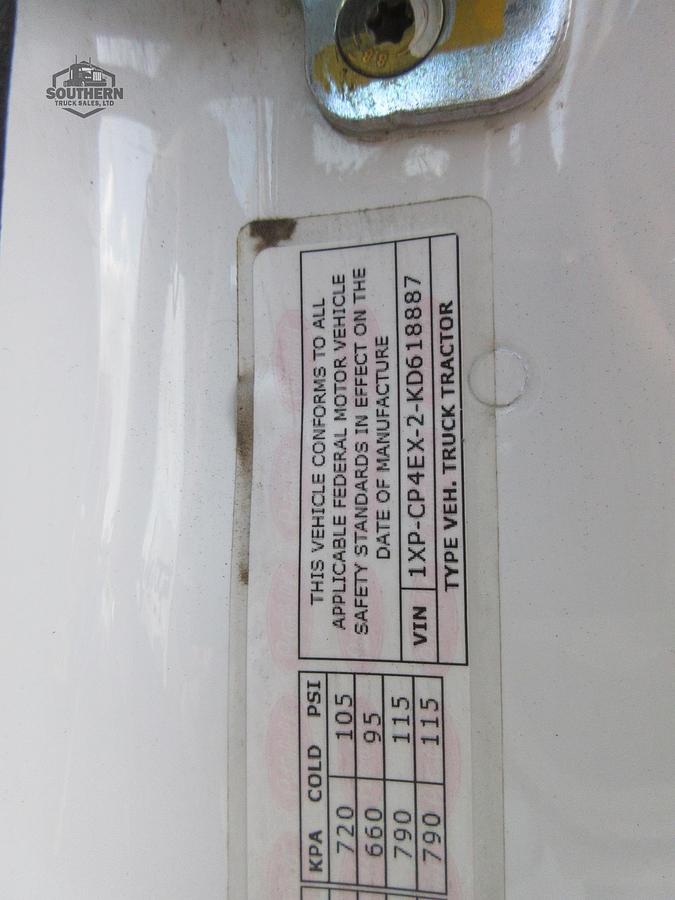 SOUTHERN
TRUCK SALES, LTD
THIS VEHICLE CONFORMS TO ALL
APPLICABLE FEDERAL MOTOR VEHICLE
SAFETY STANDARDS IN EFFECT ON THE
DATE OF MANUFACTURE
VIN 1XP-CP4EX-2-KD618887
TYPE VEH. TRUCK TRACTOR
KPA COLD PSI
720 105
660 95
790 115
790 115